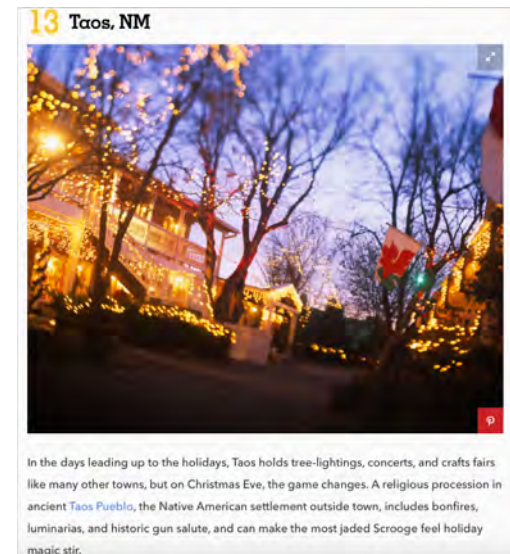 13 Taos, NM
In the days leading up to the holidays, Taos holds tree-lightings, concerts, and crafts fairs
like many other towns, but on Christmas Eve, the game changes. A religious procession in
ancient Taos Pueblo, the Native American settlement outside town, includes bonfires,
luminarias, and historic gun salute, and can make the most jaded Scrooge feel holiday
magic stir.